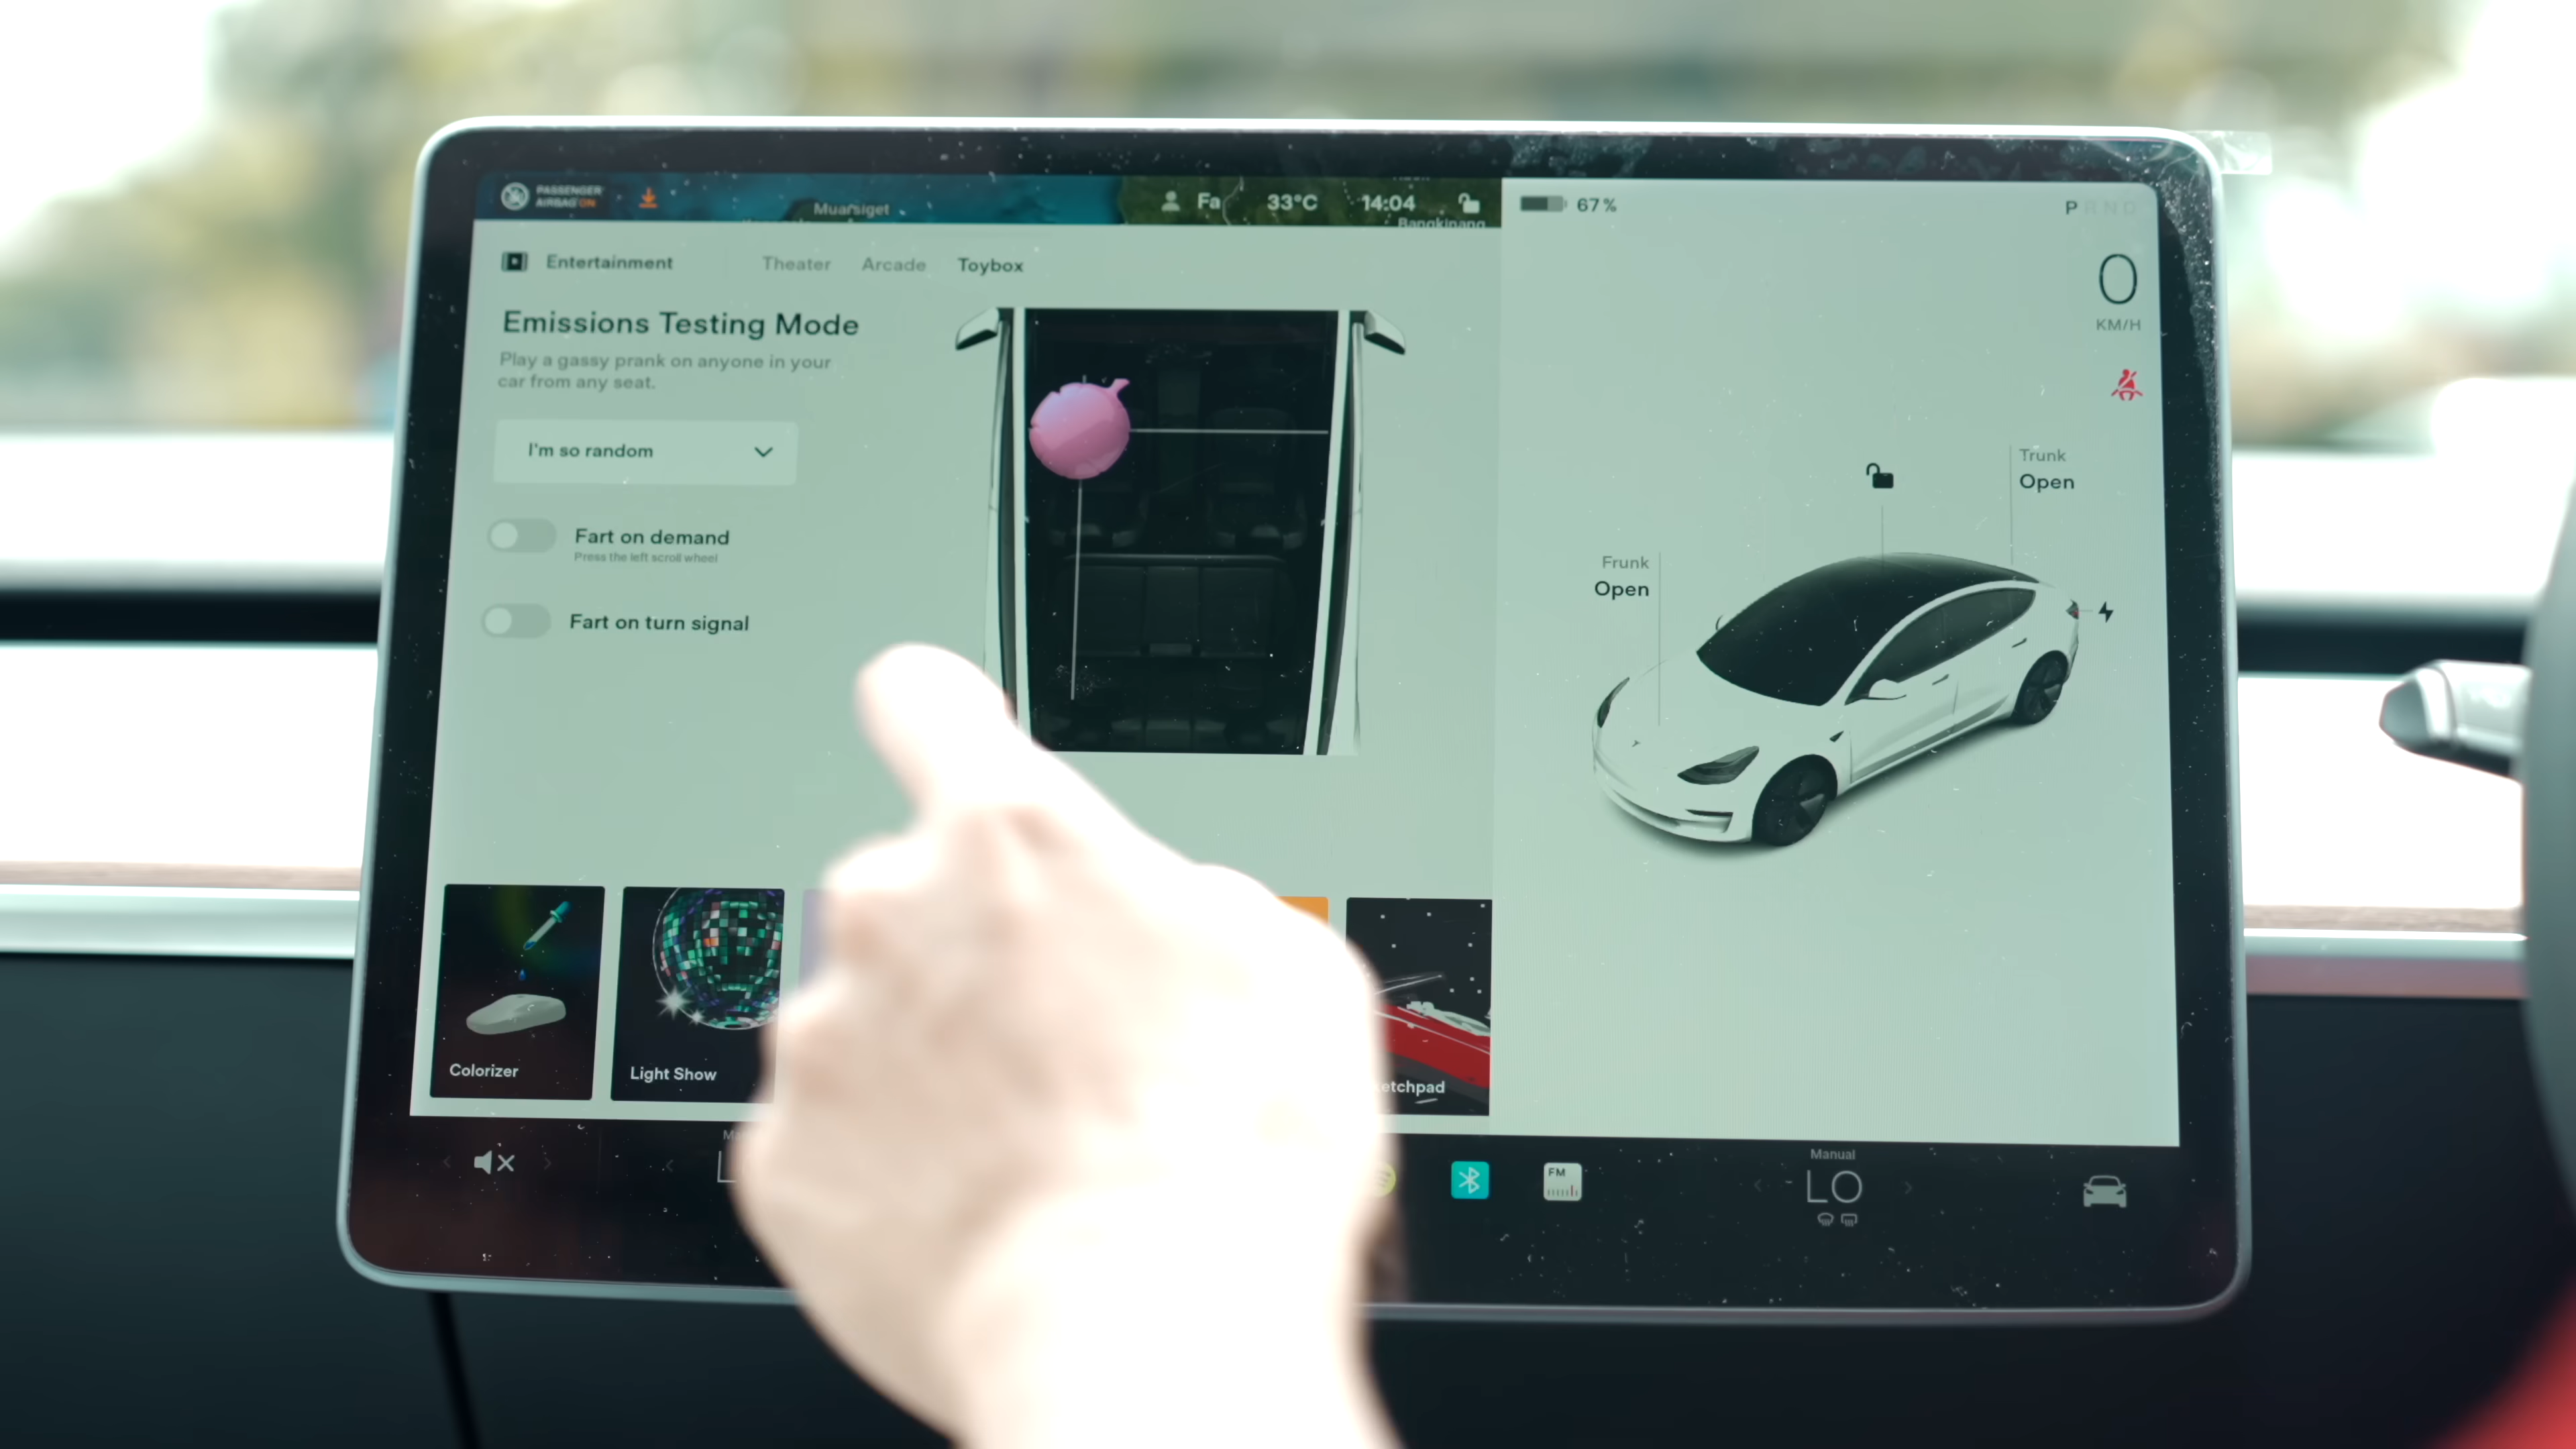 PASSENGER
AIRBAG ON
Muarsiget
Fa
33°C
14:04
Bangkinang
67%
P R N D
Entertainment
Theater
Arcade
Toybox
0
KM/H
Emissions Testing Mode
Play a gassy prank on anyone in your
car from any seat.
I'm so random
Fart on demand
Press the left scroll wheel
Fart on turn signal
Trunk
Open
Frunk
Open
Colorizer
Light Show
etchpad
FM
Manual
LO